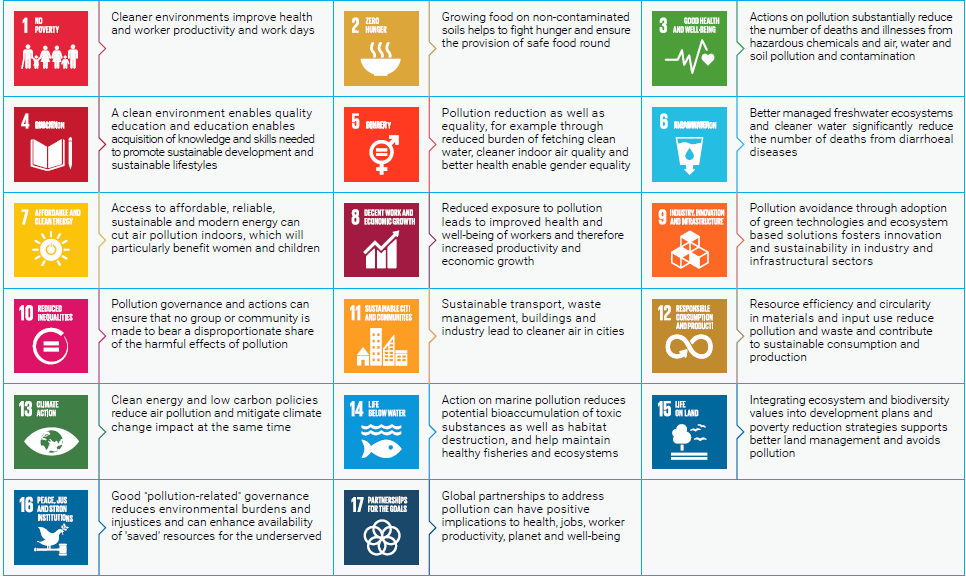 1 NO
POVERTY
Cleaner environments improve health
and worker productivity and work days
2 ZERO
HUNGER
Growing food on non-contaminated
soils helps to fight hunger and ensure
the provision of safe food round
3 GOOD HEALTH
AND WELL-BEING
Actions on pollution substantially reduce
the number of deaths and illnesses from
hazardous chemicals and air, water and
soil pollution and contamination
4
A clean environment enables quality
education and education enables
acquisition of knowledge and skills needed
to promote sustainable development and
sustainable lifestyles
5
Pollution reduction as well as
equality, for example through
reduced burden of fetching clean
water, cleaner indoor air quality and
better health enable gender equality
6
Better managed freshwater ecosystems
and cleaner water significantly reduce
the number of deaths from diarrhoeal
diseases
7 AFFORDABLE AND
CLEAN ENERGY
Access to affordable, reliable,
sustainable and modern energy can
cut air pollution indoors, which will
particularly benefit women and children
8 DECENT WORK AND
ECONOMIC GROWTH
Reduced exposure to pollution
leads to improved health and
well-being of workers and therefore
increased productivity and
economic growth
9 INDUSTRY, INNOVATION
AND INFRASTRUCTURE
Pollution avoidance through adoption
of green technologies and ecosystem
based solutions fosters innovation
and sustainability in industry and
infrastructural sectors
10 REDUCED
INEQUALITIES
Pollution governance and actions can
ensure that no group or community is
made to bear a disproportionate share
of the harmful effects of pollution
11 SUSTAINABLE CITI
AND COMMUNITIES
Sustainable transport, waste
management, buildings and
industry lead to cleaner air in cities
12 RESPONSIBLE
CONSUMPTION
AND PRODUCTI
Resource efficiency and circularity
in materials and input use reduce
pollution and waste and contribute
to sustainable consumption and
production
13 CLIMATE
ACTION
Clean energy and low carbon policies
reduce air pollution and mitigate climate
change impact at the same time
14 LIFE
BELOW WATER
Action on marine pollution reduces
potential bioaccumulation of toxic
substances as well as habitat
destruction, and help maintain
healthy fisheries and ecosystems
15 LIFE
ON LAND
Integrating ecosystem and biodiversity
values into development plans and
poverty reduction strategies supports
better land management and avoids
pollution
16 PEACE, JUS
AND STRON
INSTITUTIONS
Good "pollution-related" governance
reduces environmental burdens and
injustices and can enhance availability
of 'saved' resources for the underserved
17 PARTNERSHIPS
FOR THE GOALS
Global partnerships to address
pollution can have positive
implications to health, jobs, worker
productivity, planet and well-being